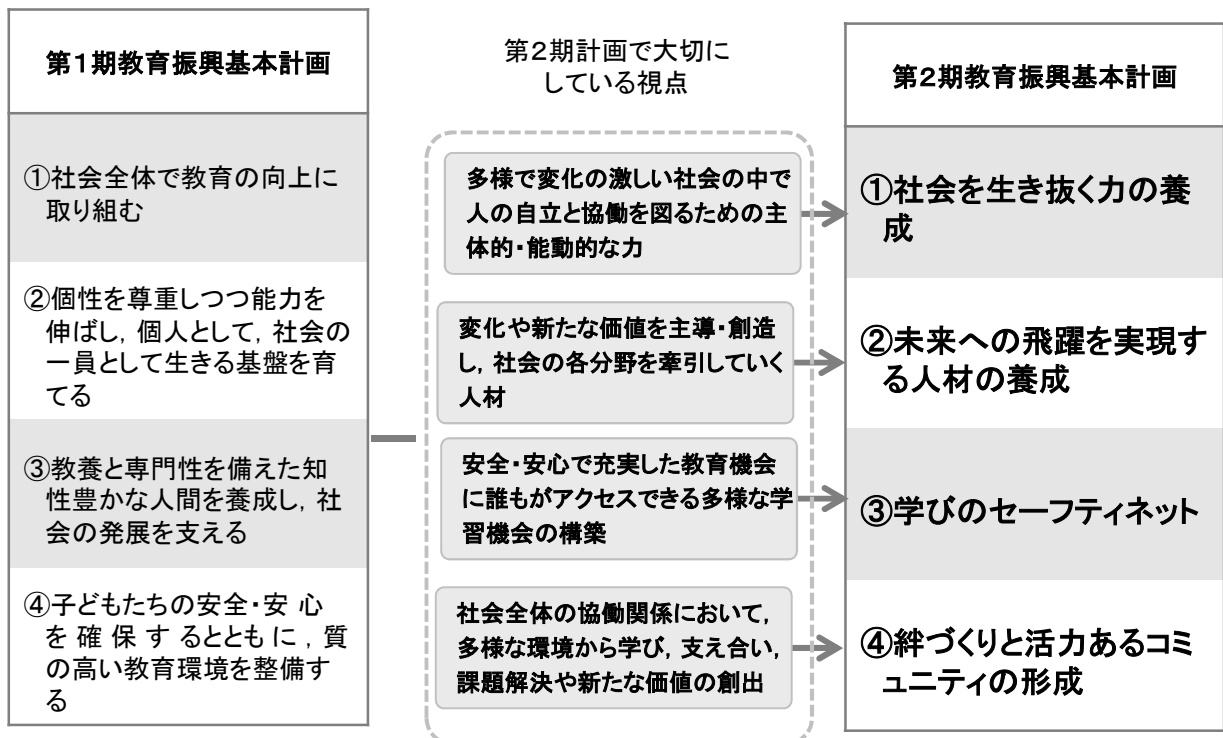 第1期教育振興基本計画
①社会全体で教育の向上に
取り組む
②個性を尊重しつつ能力を
伸ばし，個人として，社会の
一員として生きる基盤を育
てる
③教養と専門性を備えた知
性豊かな人間を養成し，社
会の発展を支える
④子どもたちの安全・安 心
を 確 保 す るとともに，質
の高い教育環境を整備す
る
第2期計画で大切に
している視点
多様で変化の激しい社会の中で
人の自立と協働を図るための主
体的・能動的な力
変化や新たな価値を主導・創造
し，社会の各分野を牽引していく
人材
安全・安心で充実した教育機会
に誰もがアクセスできる多様な学
習機会の構築
社会全体の協働関係において，
多様な環境から学び，支え合い，
課題解決や新たな価値の創出
第2期教育振興基本計画
①社会を生き抜く力の養
成
②未来への飛躍を実現す
る人材の養成
③学びのセーフティネット
④絆づくりと活力あるコミ
ュニティの形成